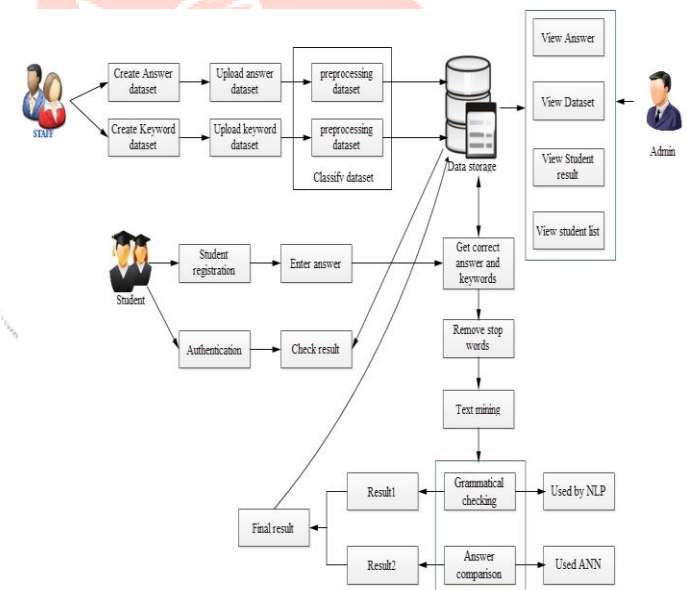 STAFF
Create Answer
dataset
Upload answer
dataset
preprocessing
dataset
Create Keyword
dataset
Upload keyword
dataset
preprocessing
dataset
Classify dataset
Data storage
View Answer
View Dataset
View Student
result
View student list
Admin
Student
Student
registration
Enter answer
Get correct
answer and
keywords
Authentication
Check result
Remove stop
words
Text mining
Grammatical
checking
Used by NLP
Result1
Final result
Result2
Answer
comparison
Used ANN